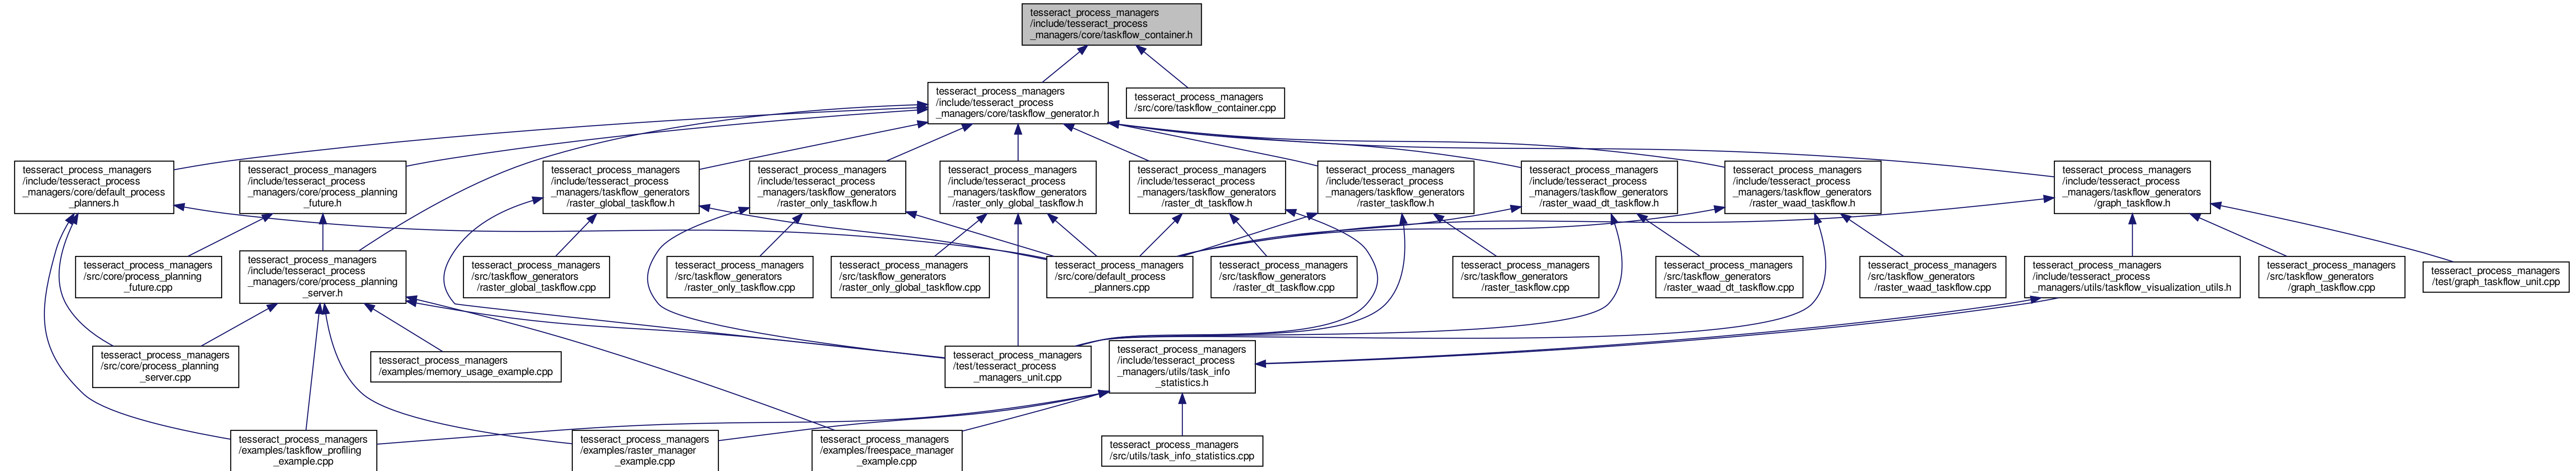 tesseract_process_managers
/include/tesseract_process
_managers/core/taskflow_container.h
tesseract_process_managers
/include/tesseract_process
_managers/core/taskflow_generator.h
tesseract_process_managers
/src/core/taskflow_container.cpp
tesseract_process_managers
/include/tesseract_process
_managers/core/default_process
_planners.h
tesseract_process_managers
/include/tesseract_process
_managers/core/process_planning
_future.h
tesseract_process_managers
/include/tesseract_process
_managers/taskflow_generators
/raster_global_taskflow.h
tesseract_process_managers
/include/tesseract_process
_managers/taskflow_generators
/raster_only_taskflow.h
tesseract_process_managers
/include/tesseract_process
_managers/taskflow_generators
/raster_only_global_taskflow.h
tesseract_process_managers
/include/tesseract_process
_managers/taskflow_generators
/raster_dt_taskflow.h
tesseract_process_managers
/include/tesseract_process
_managers/taskflow_generators
/raster_taskflow.h
tesseract_process_managers
/include/tesseract_process
_managers/taskflow_generators
/raster_waad_dt_taskflow.h
tesseract_process_managers
/include/tesseract_process
_managers/taskflow_generators
/raster_waad_taskflow.h
tesseract_process_managers
/include/tesseract_process
_managers/taskflow_generators
/graph_taskflow.h
tesseract_process_managers
/src/core/process_planning
_future.cpp
tesseract_process_managers
/include/tesseract_process
_managers/core/process_planning
_server.h
tesseract_process_managers
/src/taskflow_generators
/raster_global_taskflow.cpp
tesseract_process_managers
/src/taskflow_generators
/raster_only_taskflow.cpp
tesseract_process_managers
/src/taskflow_generators
/raster_only_global_taskflow.cpp
tesseract_process_managers
/src/core/default_process
_planners.cpp
tesseract_process_managers
/src/taskflow_generators
/raster_dt_taskflow.cpp
tesseract_process_managers
/src/taskflow_generators
/raster_taskflow.cpp
tesseract_process_managers
/src/taskflow_generators
/raster_waad_dt_taskflow.cpp
tesseract_process_managers
/src/taskflow_generators
/raster_waad_taskflow.cpp
tesseract_process_managers
/include/tesseract_process
_managers/utils/taskflow_visualization_utils.h
tesseract_process_managers
/src/taskflow_generators
/graph_taskflow.cpp
tesseract_process_managers
/test/graph_taskflow_unit.cpp
tesseract_process_managers
/src/core/process_planning
_server.cpp
tesseract_process_managers
/examples/memory_usage_example.cpp
tesseract_process_managers
/test/tesseract_process
_managers_unit.cpp
tesseract_process_managers
/include/tesseract_process
_managers/utils/task_info
_statistics.h
tesseract_process_managers
/examples/taskflow_profiling
_example.cpp
tesseract_process_managers
/examples/raster_manager
_example.cpp
tesseract_process_managers
/examples/freespace_manager
_example.cpp
tesseract_process_managers
/src/utils/task_info_statistics.cpp